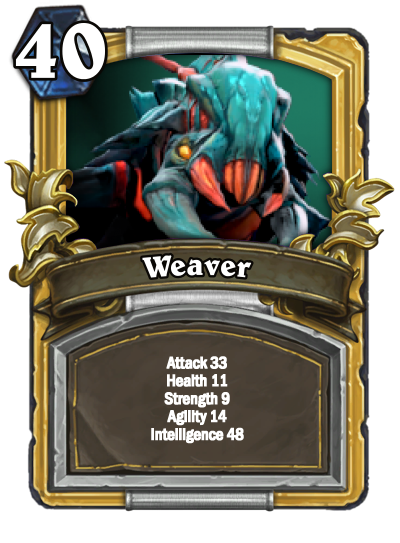 40
Weaver
Attack 33
Health 11
Strength 9
Agility 14
Intelligence 48